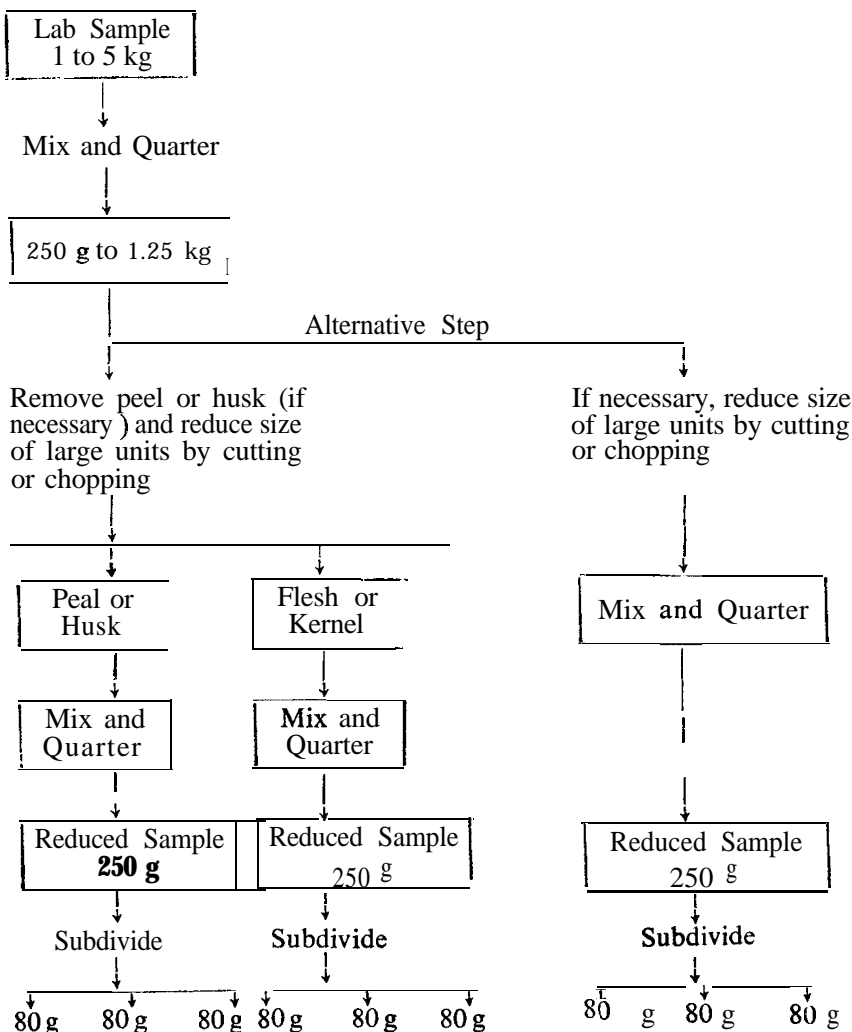 Lab Sample
1 to 5 kg
Mix and Quarter
250 g to 1.25 kg
Alternative Step
Remove peel or husk (if
necessary ) and reduce size
of large units by cutting
or chopping
If necessary, reduce size
of large units by cutting
or chopping
Peal or
Husk
Flesh or
Kernel
Mix and Quarter
Mix and
Quarter
Mix and
Quarter
Reduced Sample
250 g
Reduced Sample
250 g
Reduced Sample
250 g
Subdivide
Subdivide
Subdivide
80 g 80 g 80 g 80 g 80 g 80 g 80 g 80 g 80 g